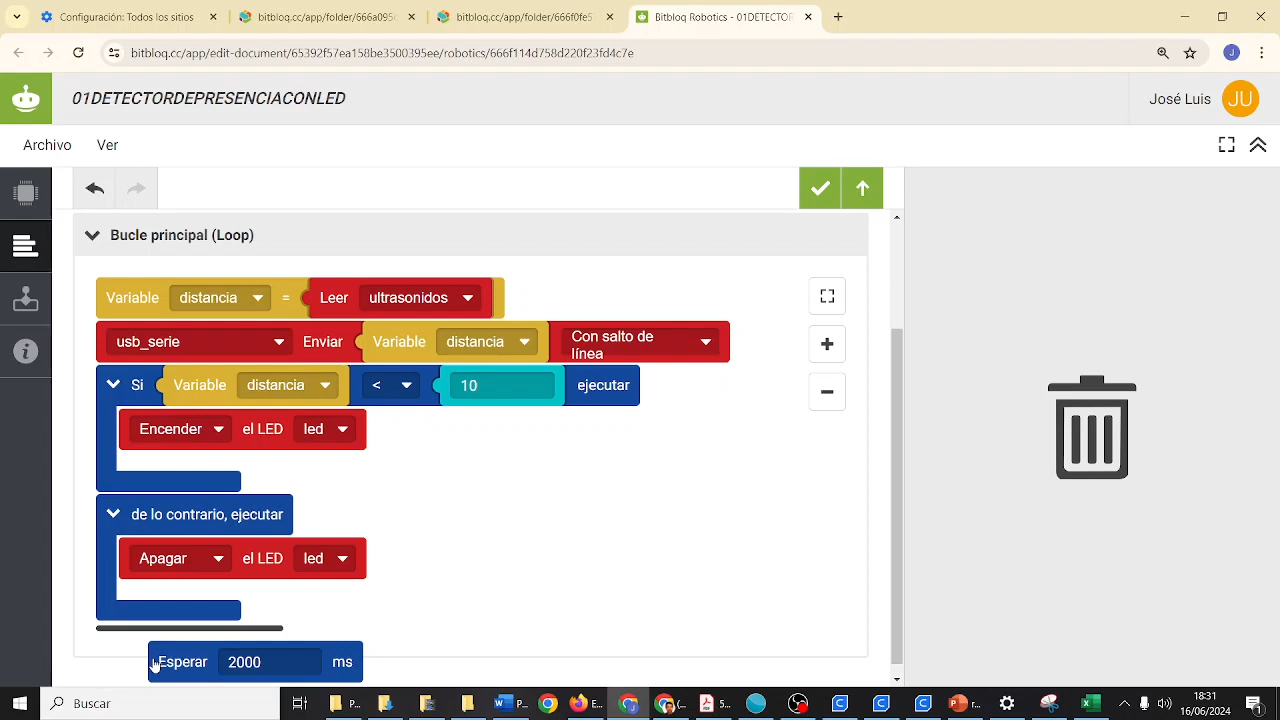 Configuración: Todos los sitios
bitbloq.cc/app/folder/666a095
bitbloq.cc/app/folder/666f0fe5
Bitbloq Robotics - 01DETECTOR
bitbloq.cc/app/edit-document/65392f57ea158be3500395ee/robotics/666f114d758d220f23fd4c7e
J
01DETECTORDEPRESENCIACONLED
José Luis
JU
Archivo
Ver
Bucle principal (Loop)
Variable distancia = Leer ultrasonidos
usb_serie Enviar Variable distancia Con salto de
línea
Si Variable distancia < 10 ejecutar
Encender el LED led
de lo contrario, ejecutar
Apagar el LED led
Esperar 2000 ms
Buscar
P...
E...
P...
(...
S...
P...
18:31
16/06/2024